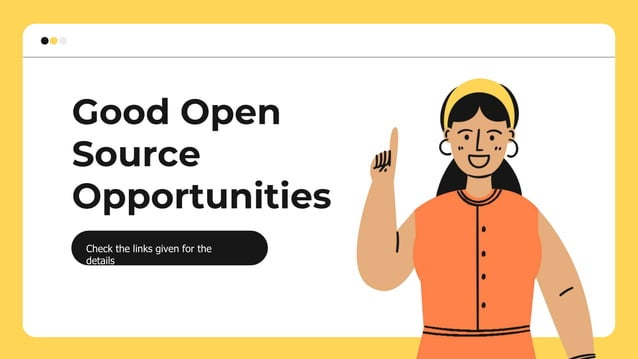 Good Open
Source
Opportunities
Check the links given for the
details